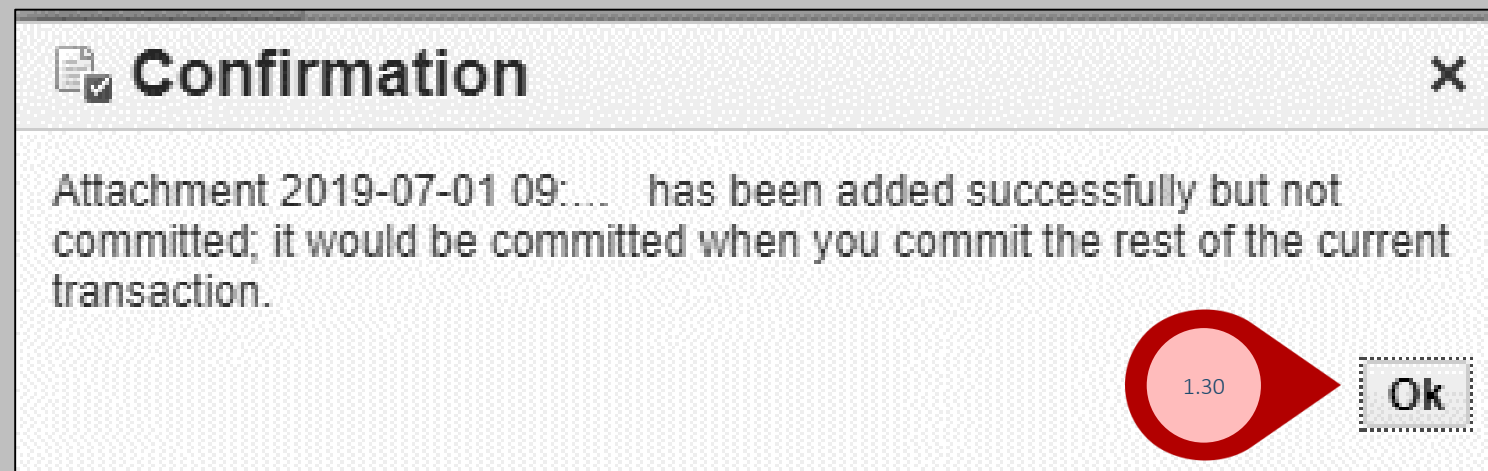 Confirmation
Attachment 2019-07-01 09:... has been added successfully but not
committed; it would be committed when you commit the rest of the current
transaction.
1.30
Ok